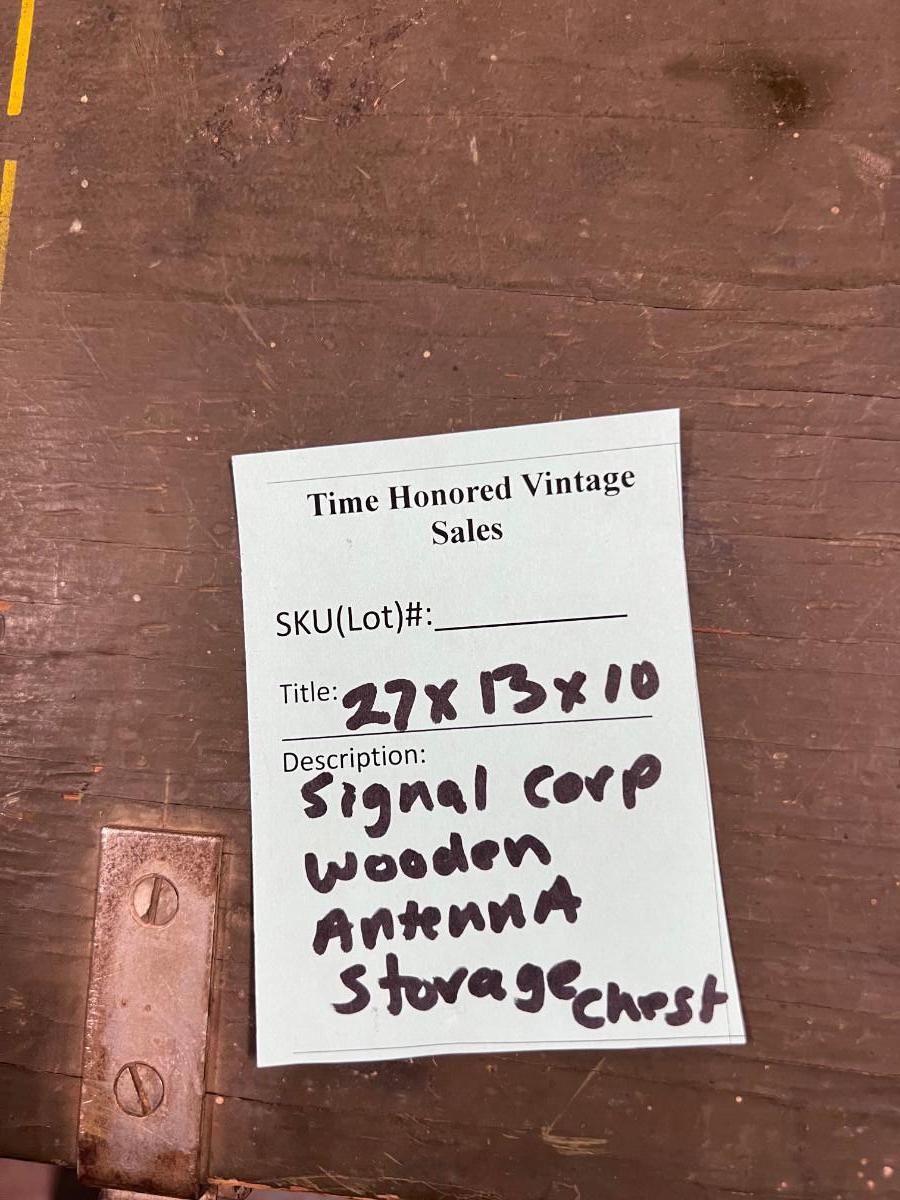 Time Honored Vintage
Sales
SKU(Lot)#:
Title: 27x13x10
Description:
Signal corp
wooden
AntennA
Storage chest